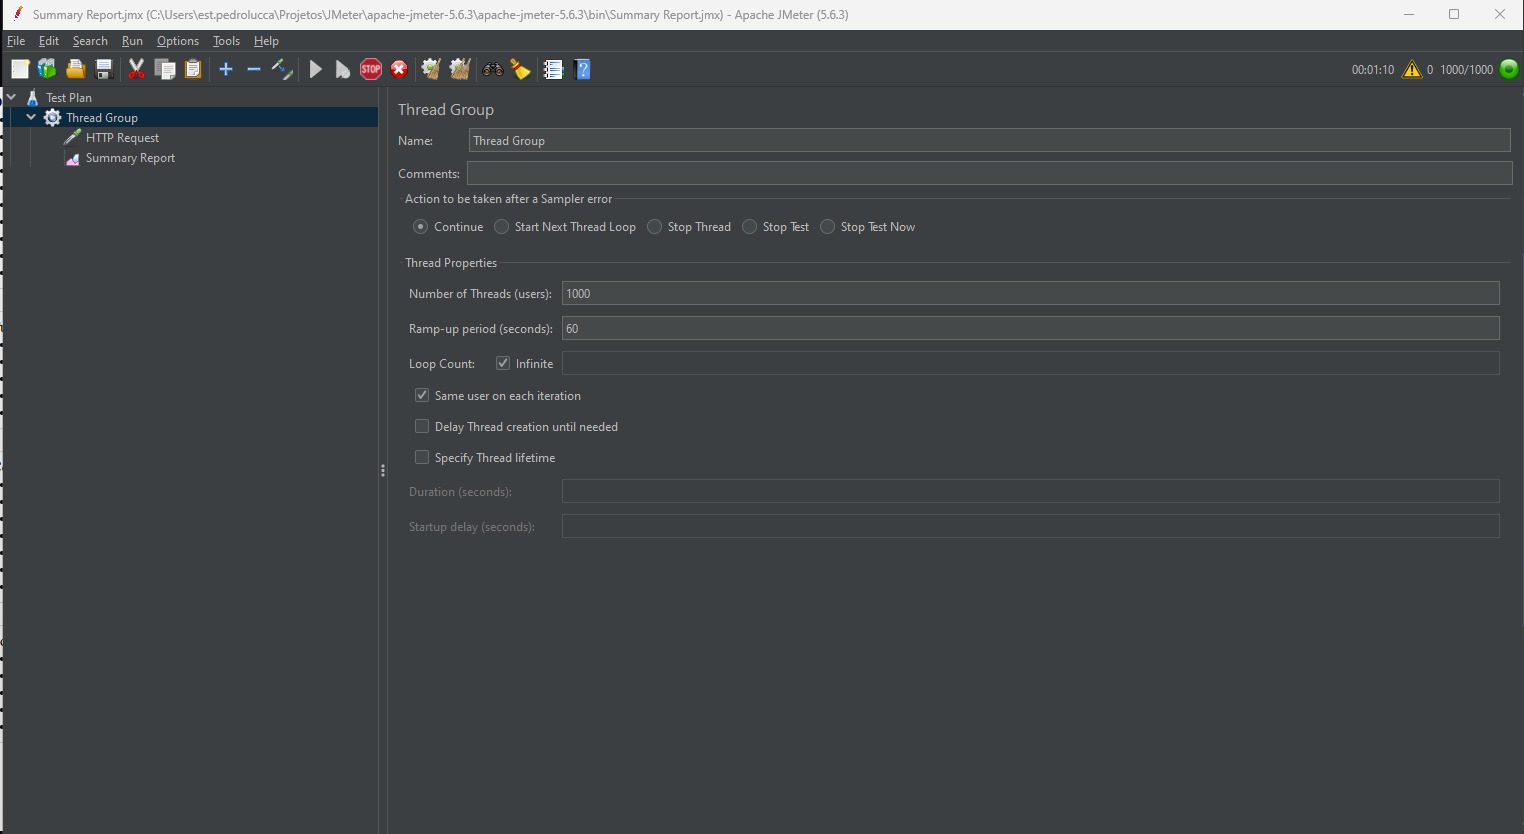 Summary Report.jmx (C:\Users\est.pedrolucca\Projetos\JMeter\apache-jmeter-5.6.3\apache-jmeter-5.6.3\bin\Summary Report.jmx) - Apache JMeter (5.6.3)
File Edit Search Run Options Tools Help
STOP 00:01:10 0 1000/1000
Test Plan
Thread Group
HTTP Request
Summary Report
Thread Group
Name: Thread Group
Comments:
Action to be taken after a Sampler error
Continue Start Next Thread Loop Stop Thread Stop Test Stop Test Now
Thread Properties
Number of Threads (users): 1000
Ramp-up period (seconds): 60
Loop Count: Infinite
Same user on each iteration
Delay Thread creation until needed
Specify Thread lifetime
Duration (seconds):
Startup delay (seconds):